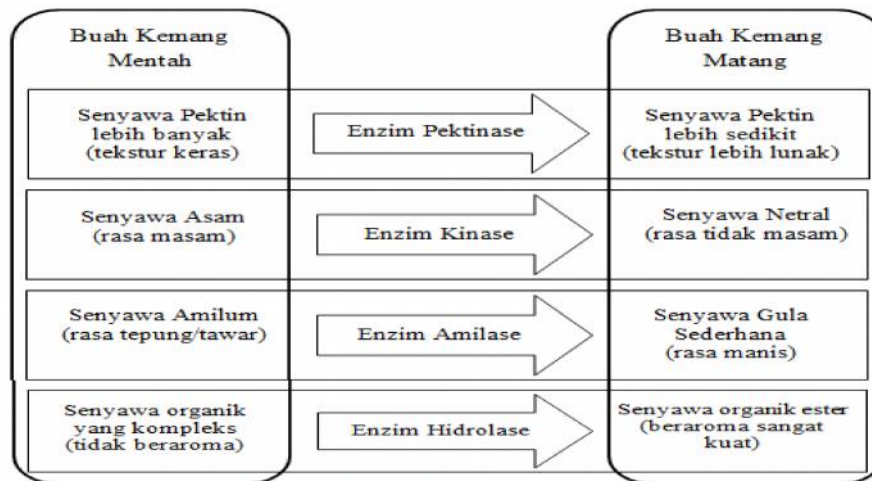 Buah Kemang
Mentah
Buah Kemang
Matang
Senyawa Pektin
lebih banyak
(tekstur keras)
Enzim Pektinase
Senyawa Pektin
lebih sedikit
(tekstur lebih lunak)
Senyawa Asam
(rasa masam)
Enzim Kinase
Senyawa Netral
(rasa tidak masam)
Senyawa Amilum
(rasa tepung/tawar)
Enzim Amilase
Senyawa Gula
Sederhana
(rasa manis)
Senyawa organik
yang kompleks
(tidak beraroma)
Enzim Hidrolase
Senyawa organik ester
(beraroma sangat
kuat)